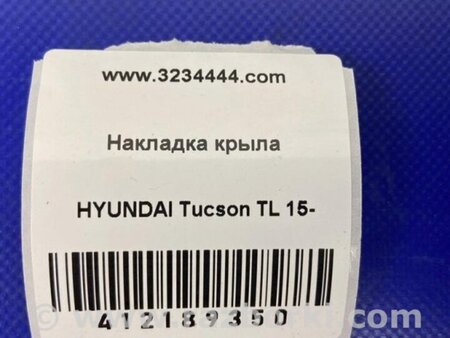 www.3234444.com
Накладка крыла
HYUNDAI Tucson TL 15-
412189350